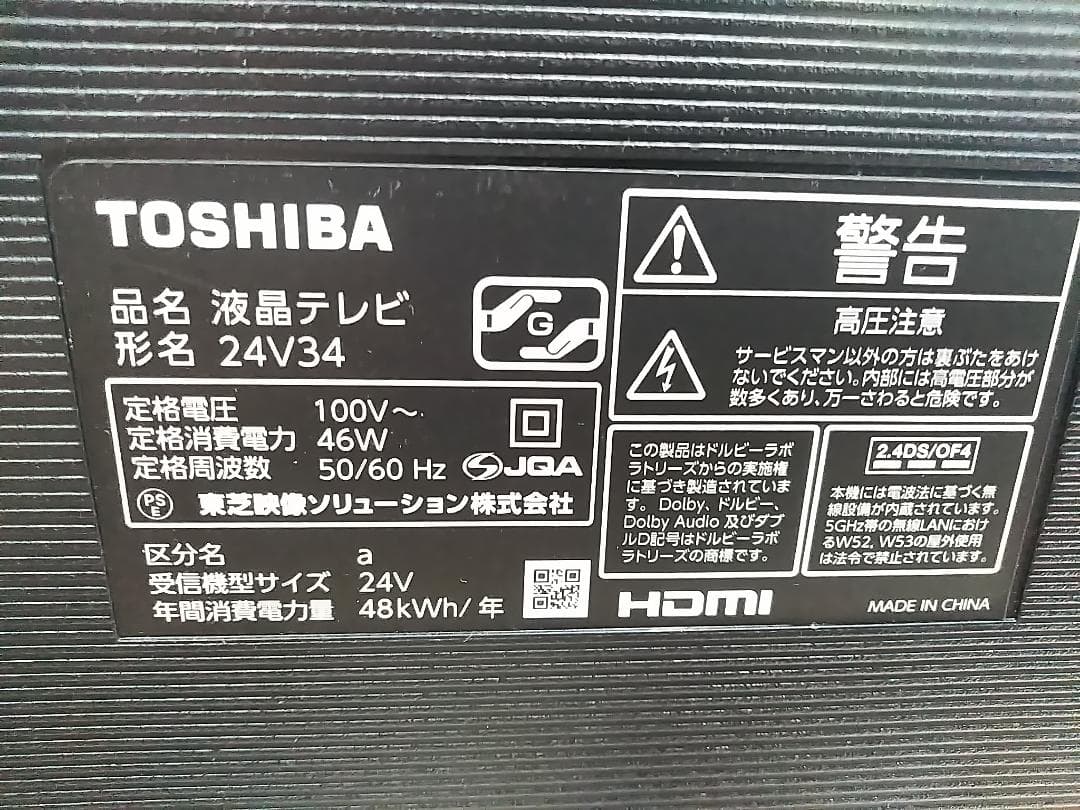 TOSHIBA
品名 液晶テレビ
形名 24V34
G
定格電圧 100V～
定格消費電力 46W
定格周波数 50/60 Hz
JQA
PS
E
東芝映像ソリューション株式会社
区分名 a
受信機型サイズ 24V
年間消費電力量 48kWh/年
警告
高圧注意
サービスマン以外の方は裏ぶたをあけ
ないでください。内部には高電圧部分が
数多くあり、万一さわると危険です。
この製品はドルビーラボ
ラトリーズからの実施権
に基づき製造されていま
す。Dolby、ドルビー、
Dolby Audio 及びダブ
ルD記号はドルビーラボ
ラトリーズの商標です。
2.4DS/OF4
本機には電波法に基づく無
線設備が内蔵されています。
5GHz帯の無線LANにおけ
るW52, W53の屋外使用
は法令で禁止されています。
HDMI
MADE IN CHINA